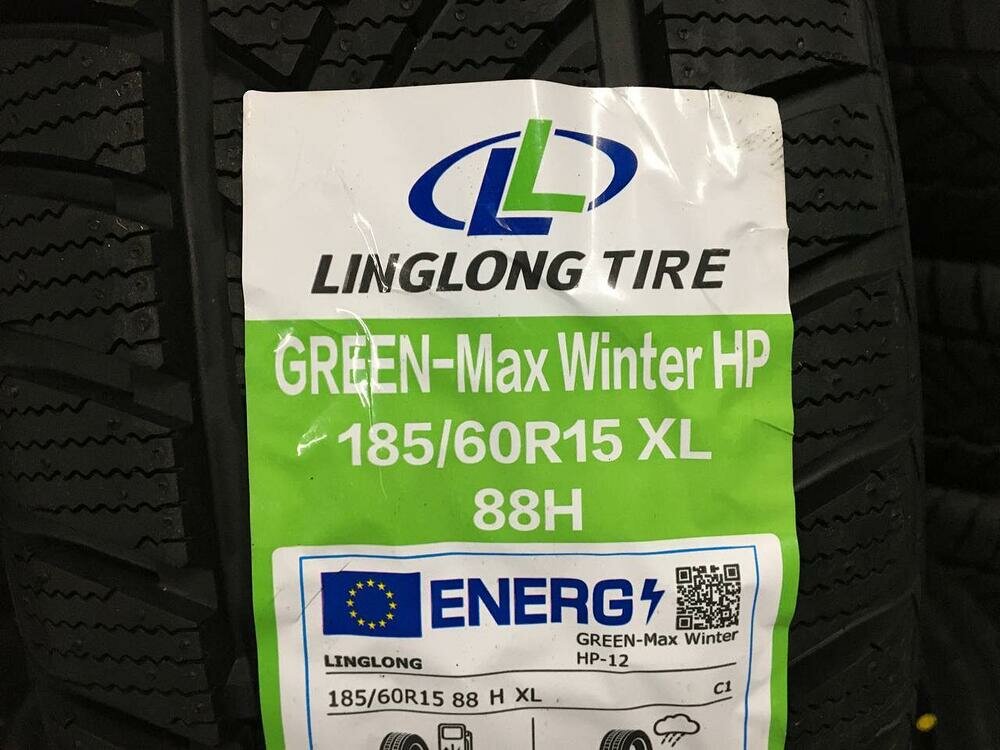 LINGLONG TIRE
GREEN-Max Winter HP
185/60R15 XL
88H
ENERG
LINGLONG
GREEN-Max Winter
HP-12
185/60R15 88 H XL
C1